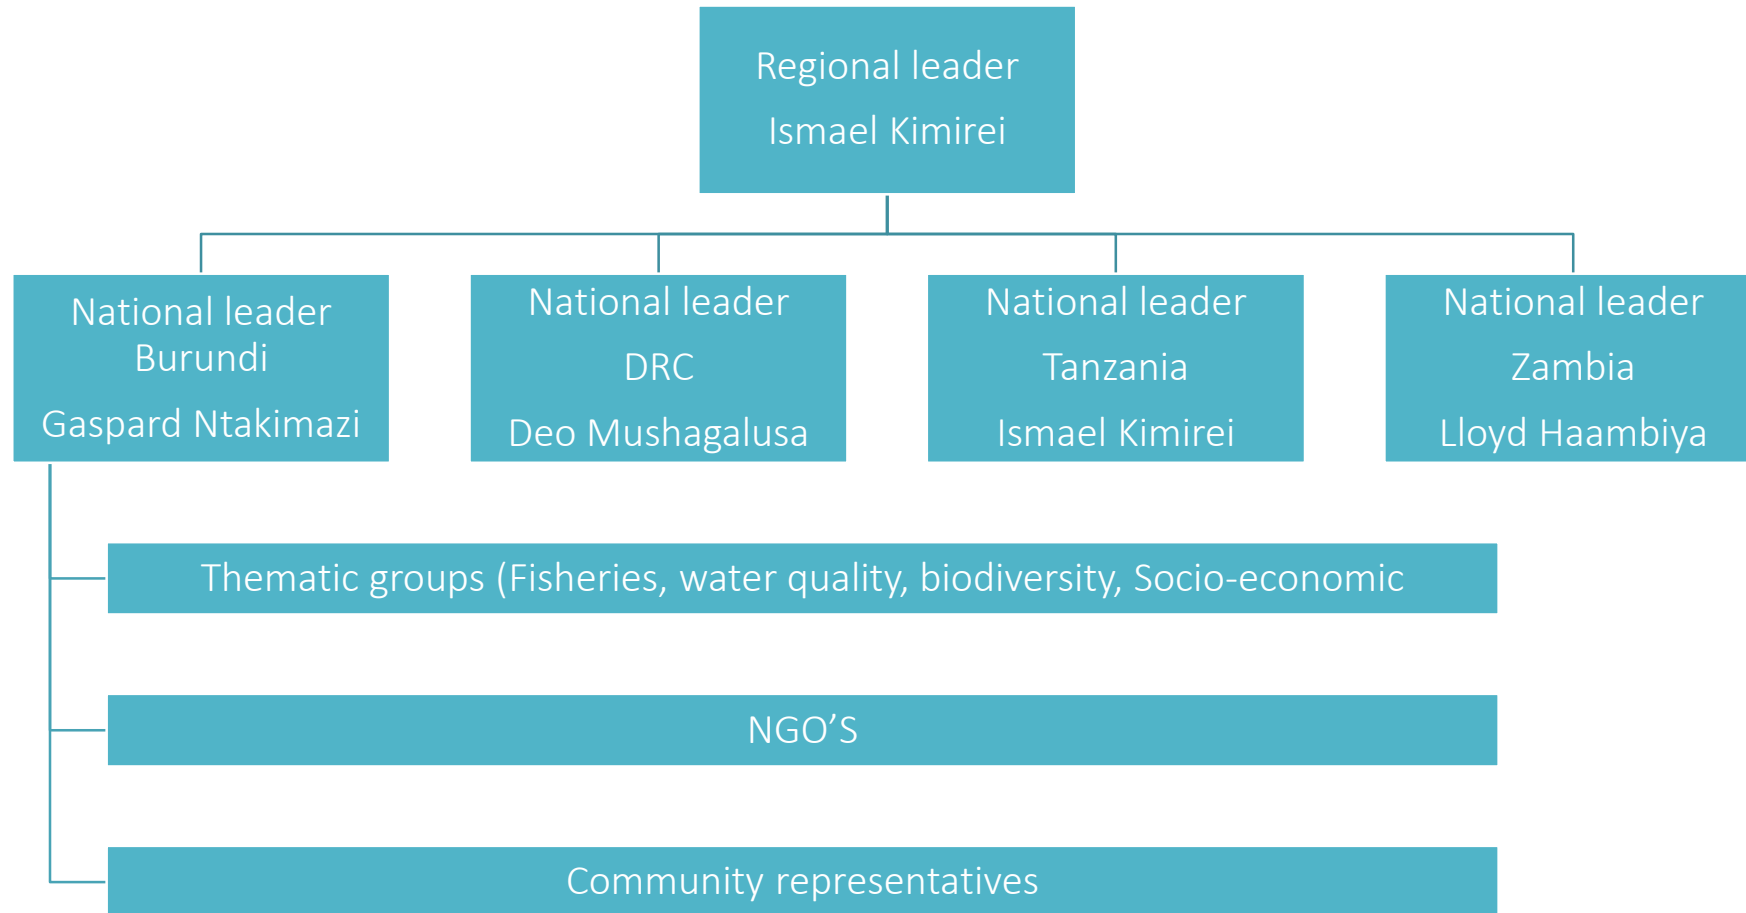 Regional leader
Ismael Kimirei
National leader
Burundi
Gaspard Ntakimazi
National leader
DRC
Deo Mushagalusa
National leader
Tanzania
Ismael Kimirei
National leader
Zambia
Lloyd Haambiya
Thematic groups (Fisheries, water quality, biodiversity, Socio-economic
NGO’S
Community representatives